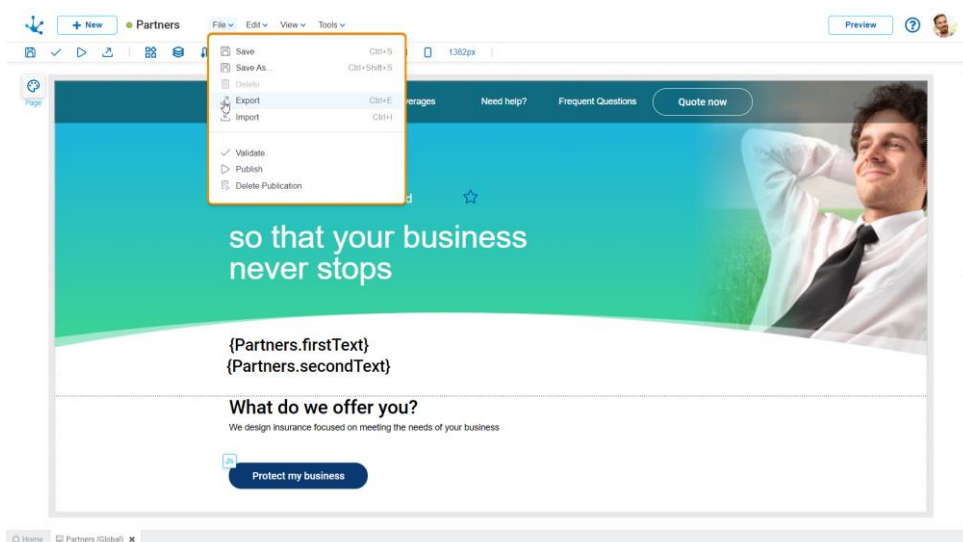 + New
Partners
File Edit View Tools
Preview
?
1382px
Save Ctrl+S
Save As... Ctrl+Shift+S
Delete
Export Ctrl+E
Import Ctrl+I
Validate
Publish
Delete Publication
Page
Need help? Frequent Questions Quote now
so that your business
never stops
{Partners.firstText}
{Partners.secondText}
What do we offer you?
We design insurance focused on meeting the needs of your business
Js
Protect my business
Home Partners (Global)